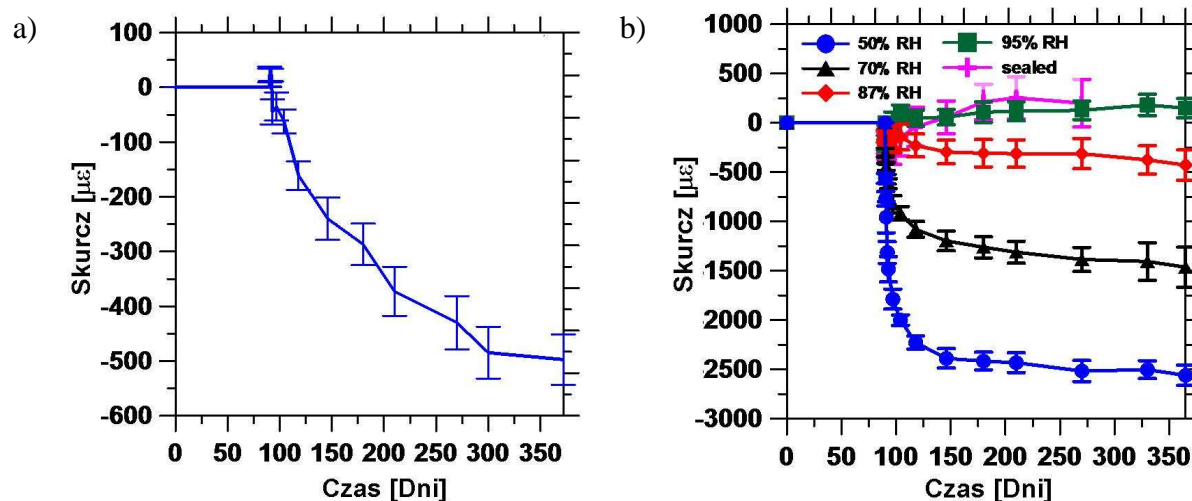 a)
100
0
-100
-200
-300
-400
-500
-600
Skurcz [με]
0 50 100 150 200 250 300 350
Czas [Dni]
b)
1000
500
0
-500
-1000
-1500
-2000
-2500
-3000
Skurcz [με]
50% RH
70% RH
87% RH
95% RH
sealed
0 50 100 150 200 250 300 350
Czas [Dni]